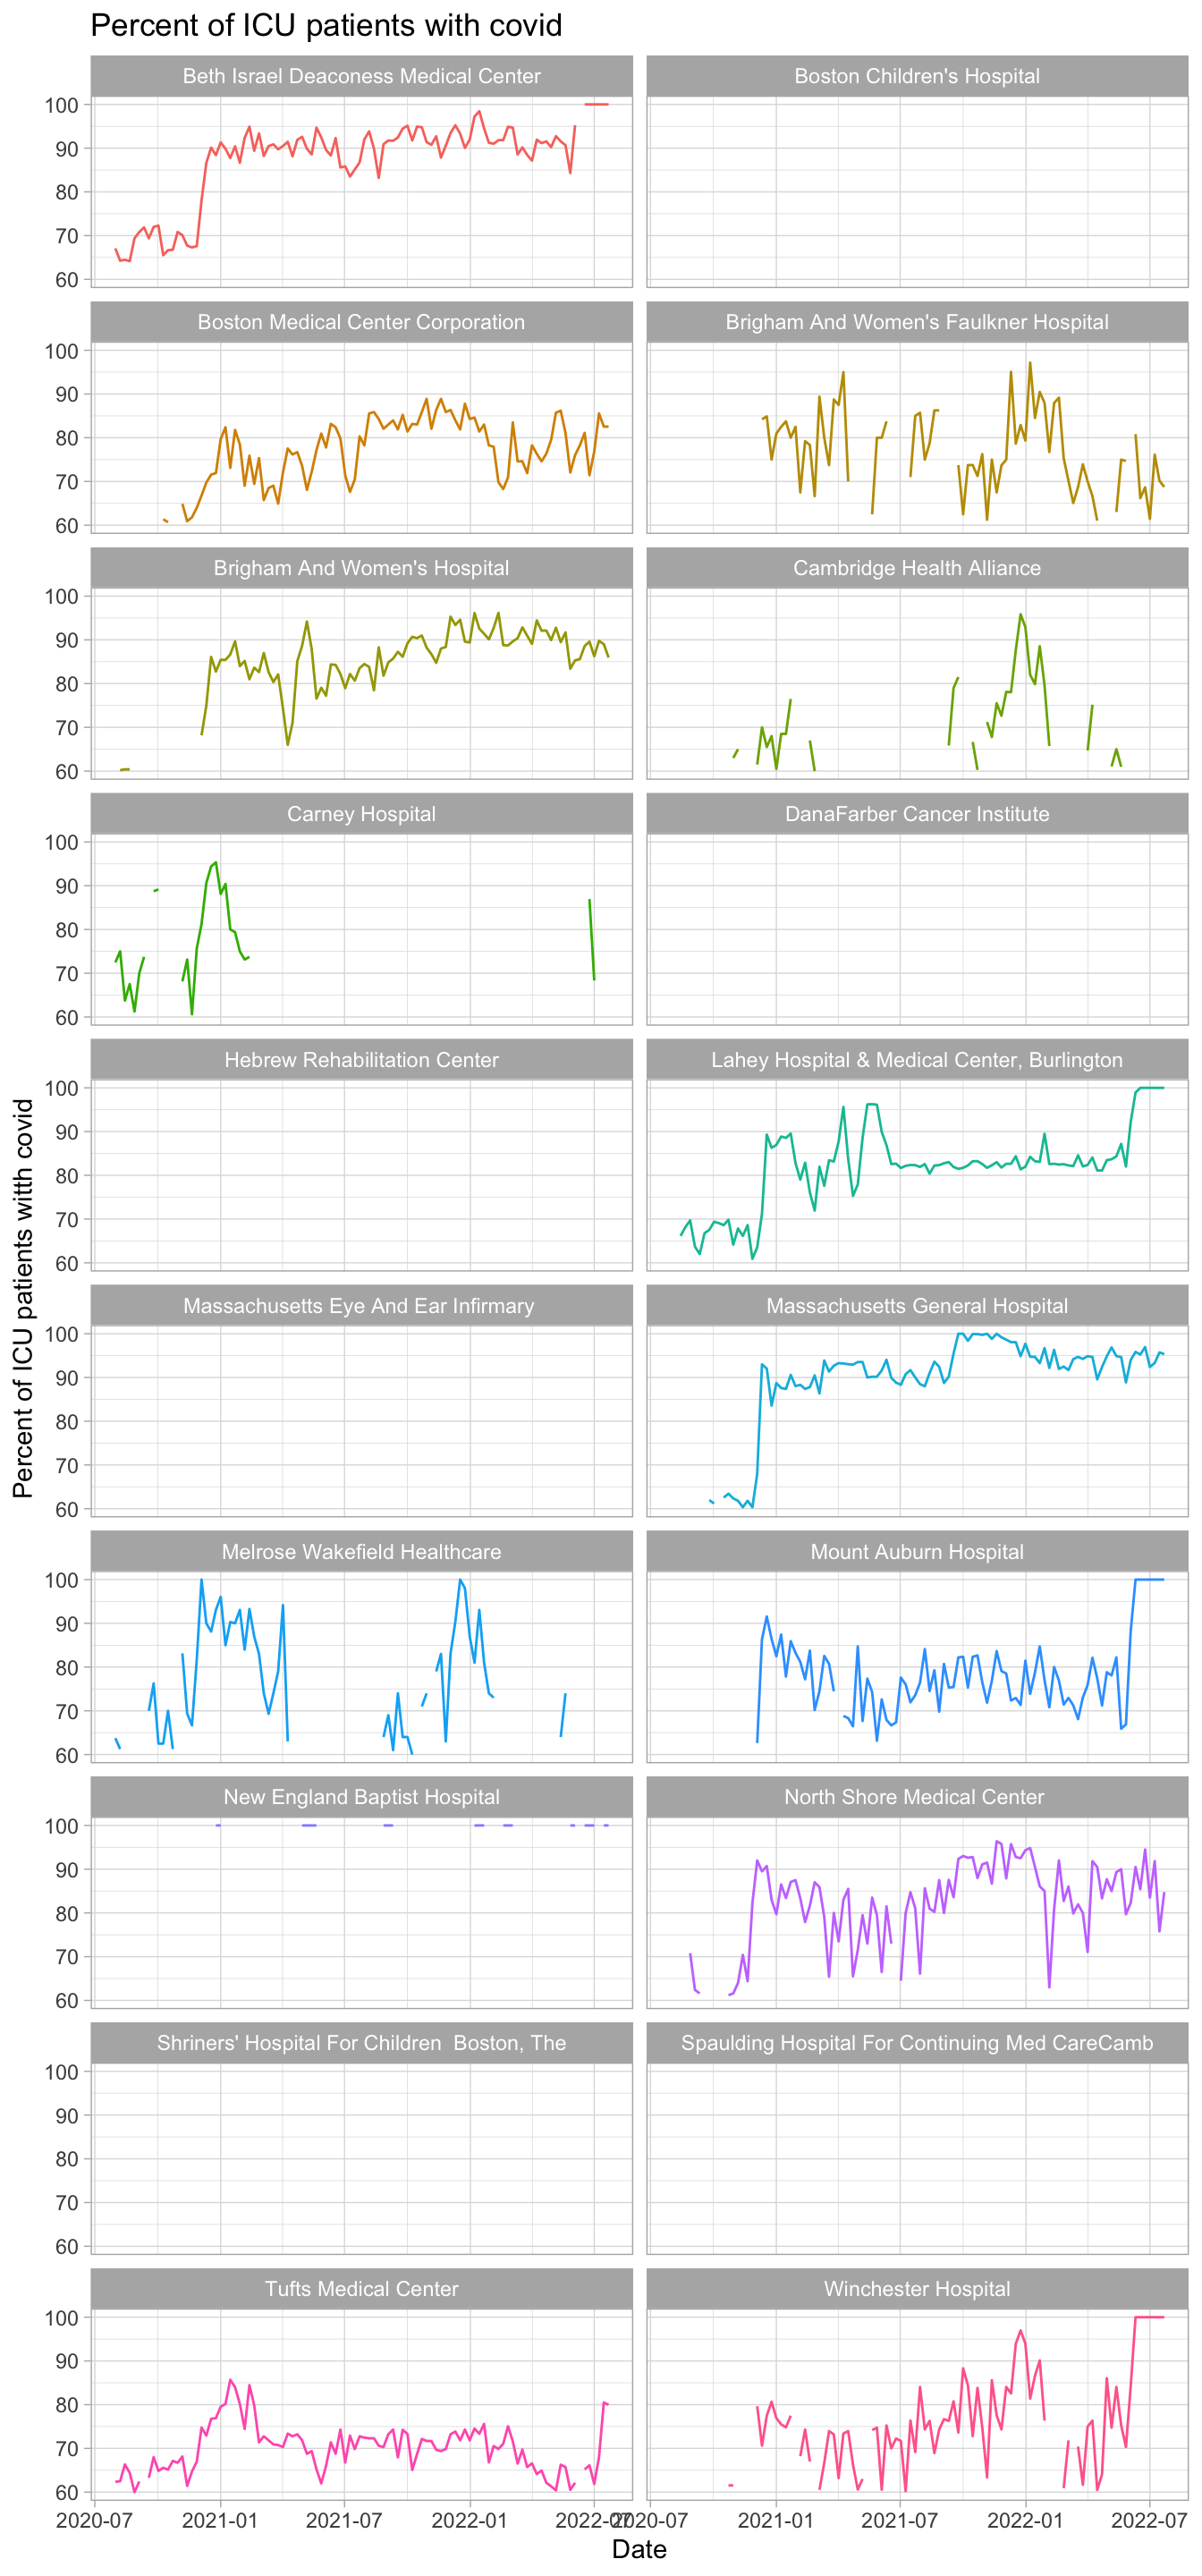 Percent of ICU patients with covid
Beth Israel Deaconess Medical Center
Boston Children's Hospital
100
90
80
70
60
Boston Medical Center Corporation
Brigham And Women's Faulkner Hospital
100
90
80
70
60
Brigham And Women's Hospital
Cambridge Health Alliance
100
90
80
70
60
Carney Hospital
DanaFarber Cancer Institute
100
90
80
70
60
Hebrew Rehabilitation Center
Lahey Hospital & Medical Center, Burlington
100
90
80
70
60
Percent of ICU patients witth covid
Massachusetts Eye And Ear Infirmary
Massachusetts General Hospital
100
90
80
70
60
Melrose Wakefield Healthcare
Mount Auburn Hospital
100
90
80
70
60
New England Baptist Hospital
North Shore Medical Center
100
90
80
70
60
Shriners' Hospital For Children  Boston, The
Spaulding Hospital For Continuing Med CareCamb
100
90
80
70
60
Tufts Medical Center
Winchester Hospital
100
90
80
70
60
2020-07 2021-01 2021-07 2022-01 2022-07 2020-07 2021-01 2021-07 2022-01 2022-07
Date